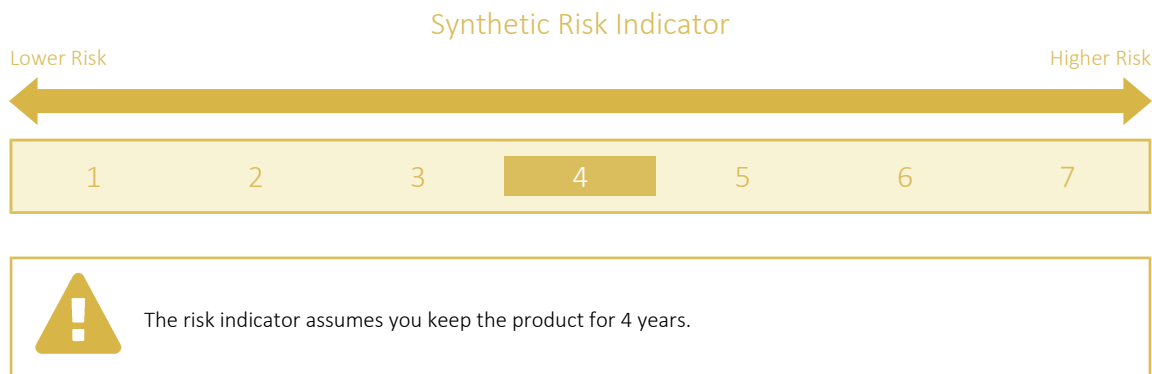 Synthetic Risk Indicator
Lower Risk Higher Risk
1 2 3 4 5 6 7
The risk indicator assumes you keep the product for 4 years.